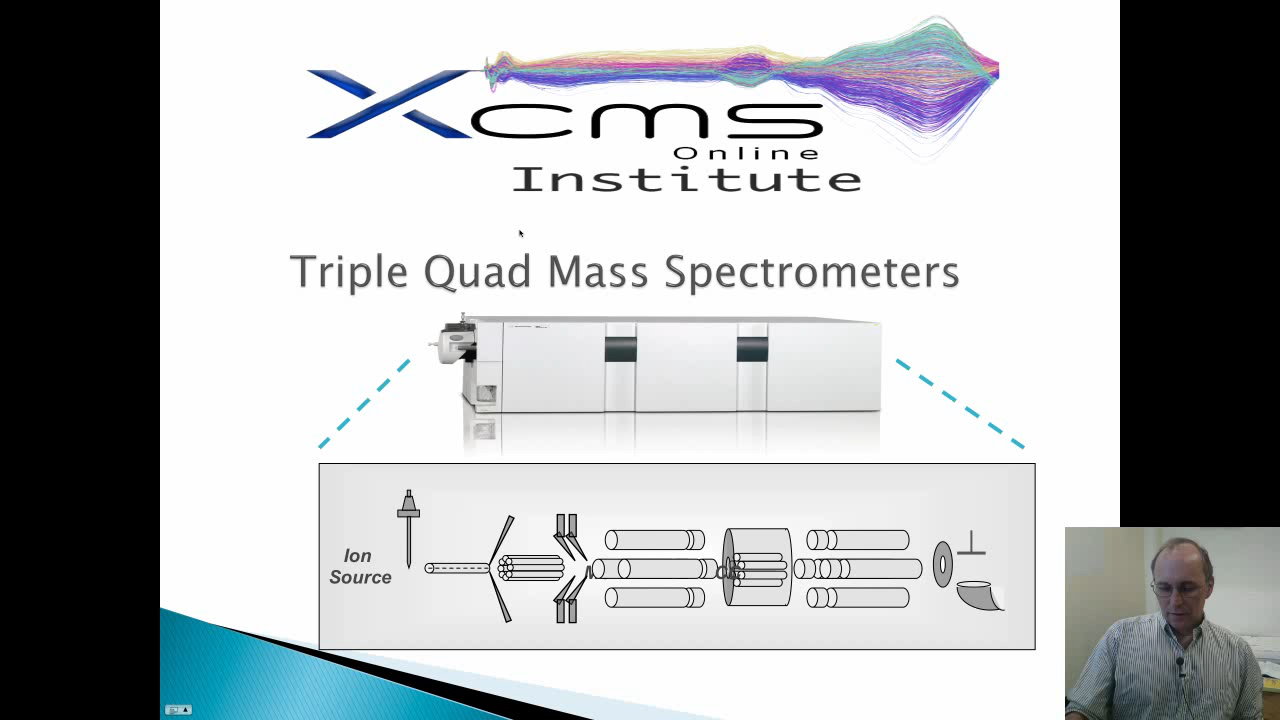 Xcms
Online
Institute
Triple Quad Mass Spectrometers
Ion
Source